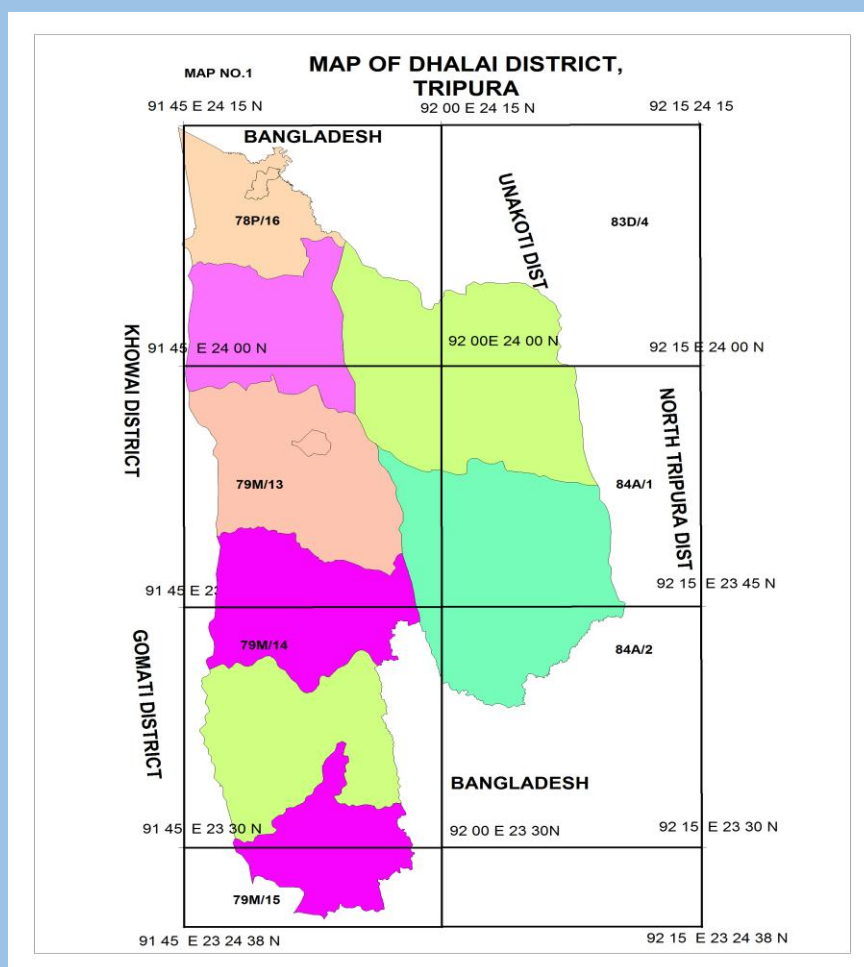 MAP NO.1
MAP OF DHALAI DISTRICT,
TRIPURA
91 45 E 24 15 N
92 00 E 24 15 N
92 15 24 15
BANGLADESH
UNAKOTI DIST
78P/16
83D/4
KHOWAI DISTRICT
91 45 E 24 00 N
92 00E 24 00 N
92 15 E 24 00 N
NORTH TRIPURA DIST
79M/13
84A/1
91 45 E 23
92 15 E 23 45 N
GOMATI DISTRICT
79M/14
84A/2
BANGLADESH
91 45 E 23 30 N
92 00 E 23 30N
92 15 E 23 30 N
79M/15
91 45 E 23 24 38 N
92 15 E 23 24 38 N